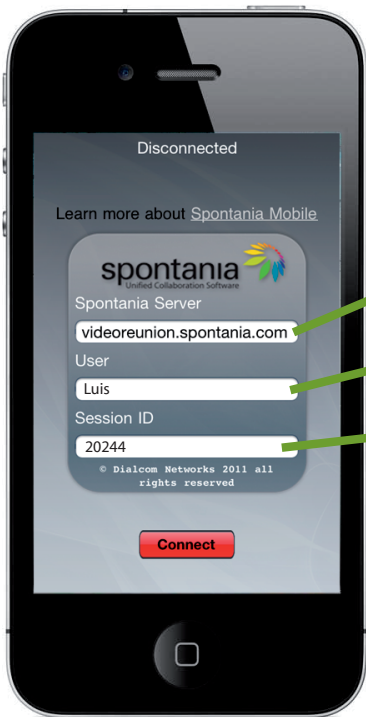 Disconnected
Learn more about Spontania Mobile
spontania
Unified Collaboration Software
Spontania Server
videoreunion.spontania.com
User
Luis
Session ID
20244
© Dialcom Networks 2011 all
rights reserved
Connect